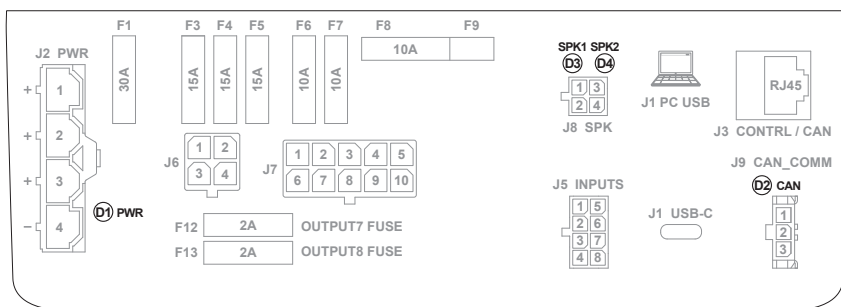 F1 F3 F4 F5 F6 F7 F8 F9
30A 15A 15A 15A 10A 10A 10A
J2 PWR
+ 1
+ 2
+ 3
- 4
D1 PWR
J6
1 2
3 4
J7
1 2 3 4 5
6 7 8 9 10
F12 2A OUTPUT7 FUSE
F13 2A OUTPUT8 FUSE
SPK1 SPK2
D3 D4
1 3
2 4
J8 SPK
J1 PC USB
RJ45
J3 CONTRL / CAN
J5 INPUTS
1 5
2 6
3 7
4 8
J1 USB-C
J9 CAN_COMM
D2 CAN
1
2
3